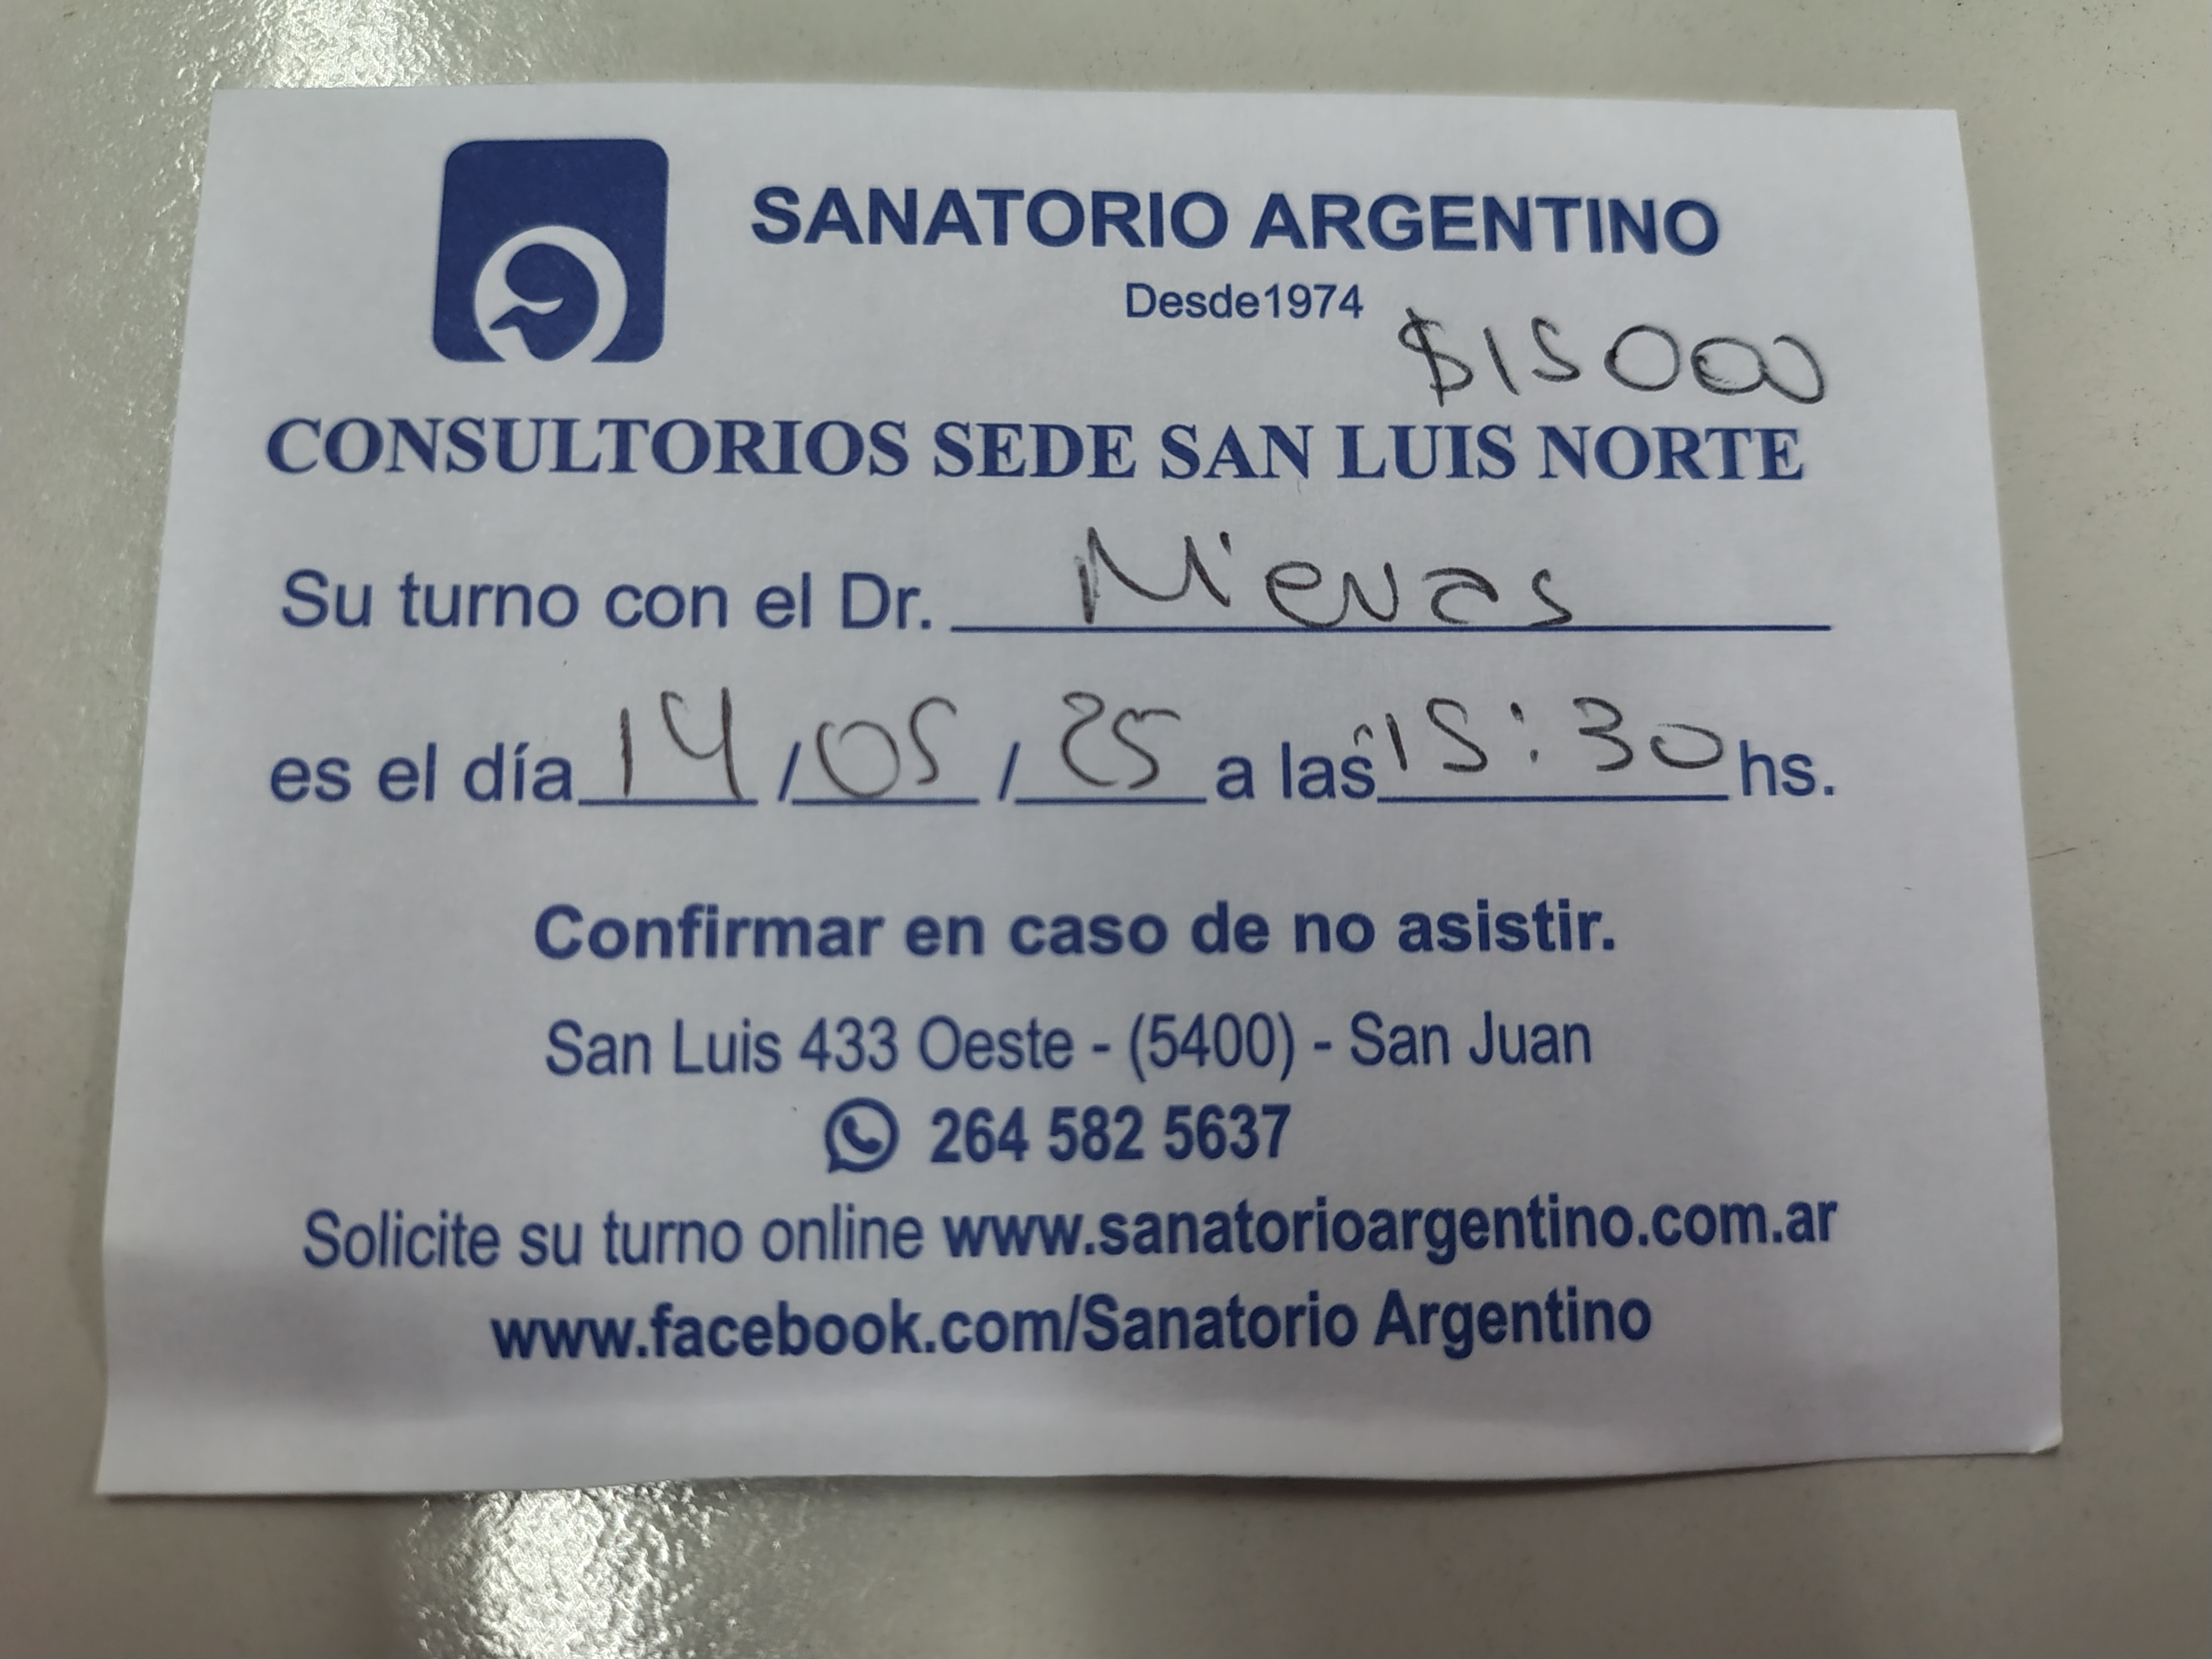 SANATORIO ARGENTINO
Desde1974
$15000
CONSULTORIOS SEDE SAN LUIS NORTE
Su turno con el Dr. Nievas
es el día 14 / 05 / 25 a las 15:30 hs.
Confirmar en caso de no asistir.
San Luis 433 Oeste - (5400) - San Juan
264 582 5637
Solicite su turno online www.sanatorioargentino.com.ar
www.facebook.com/Sanatorio Argentino